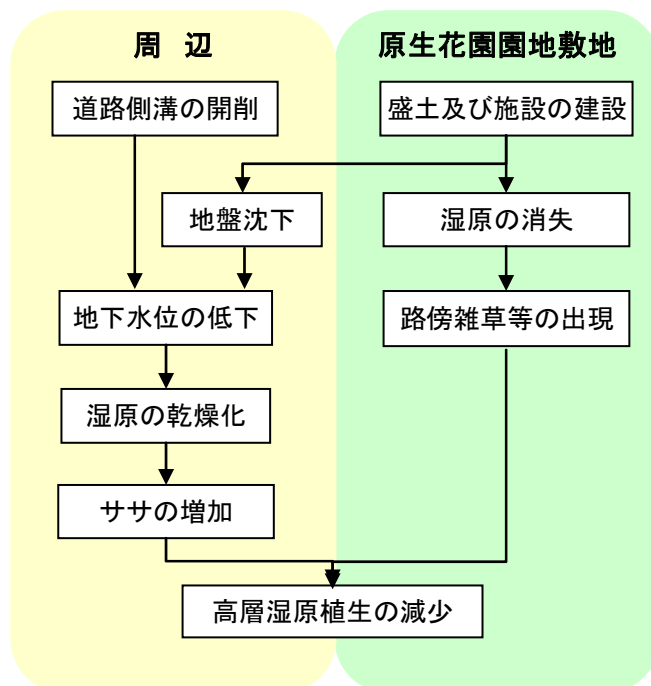 周 辺
原生花園園地敷地
道路側溝の開削
盛土及び施設の建設
地盤沈下
湿原の消失
地下水位の低下
路傍雑草等の出現
湿原の乾燥化
ササの増加
高層湿原植生の減少